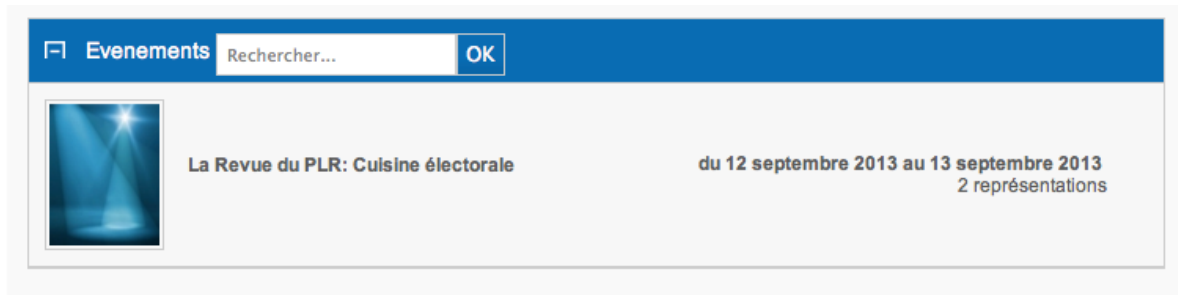 Evenements Rechercher... OK
La Revue du PLR: Cuisine électorale
du 12 septembre 2013 au 13 septembre 2013
2 représentations